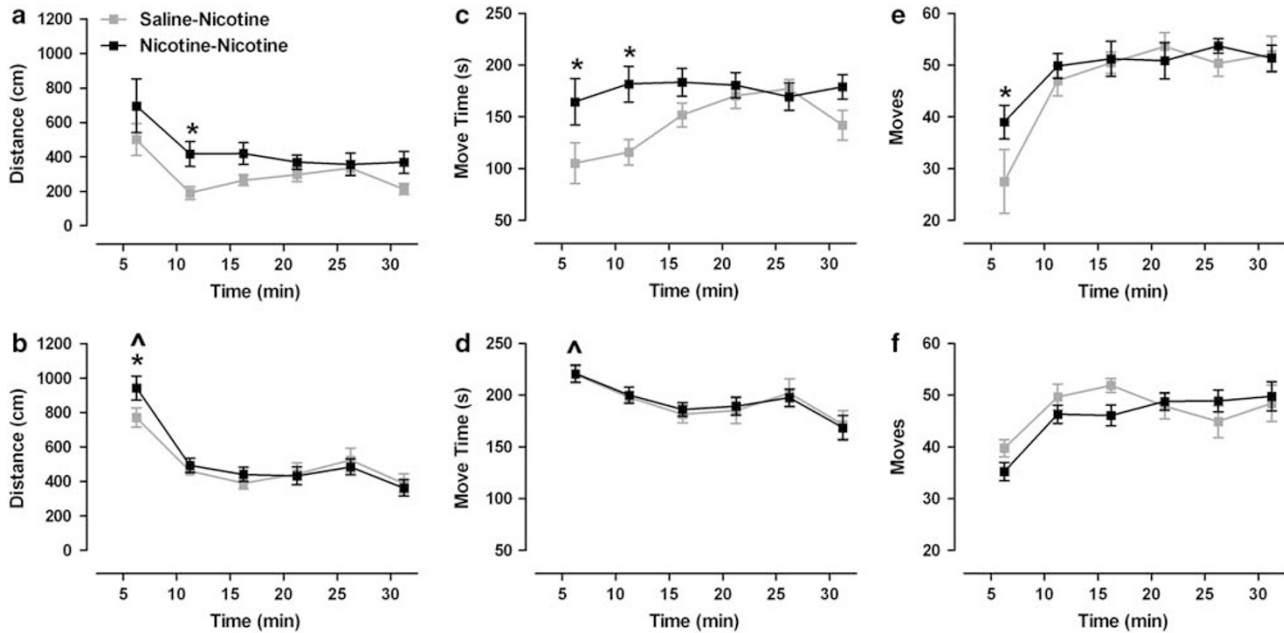 a
Saline-Nicotine
Nicotine-Nicotine
Distance (cm)
1200
1000
800
600
400
200
0
*
5 10 15 20 25 30
Time (min)
c
Move Time (s)
250
200
150
100
50
* *
5 10 15 20 25 30
Time (min)
e
Moves
60
50
40
30
20
*
5 10 15 20 25 30
Time (min)
b
Distance (cm)
1200
1000
800
600
400
200
0
^
*
5 10 15 20 25 30
Time (min)
d
Move Time (s)
250
200
150
100
50
^
5 10 15 20 25 30
Time (min)
f
Moves
60
50
40
30
20
5 10 15 20 25 30
Time (min)